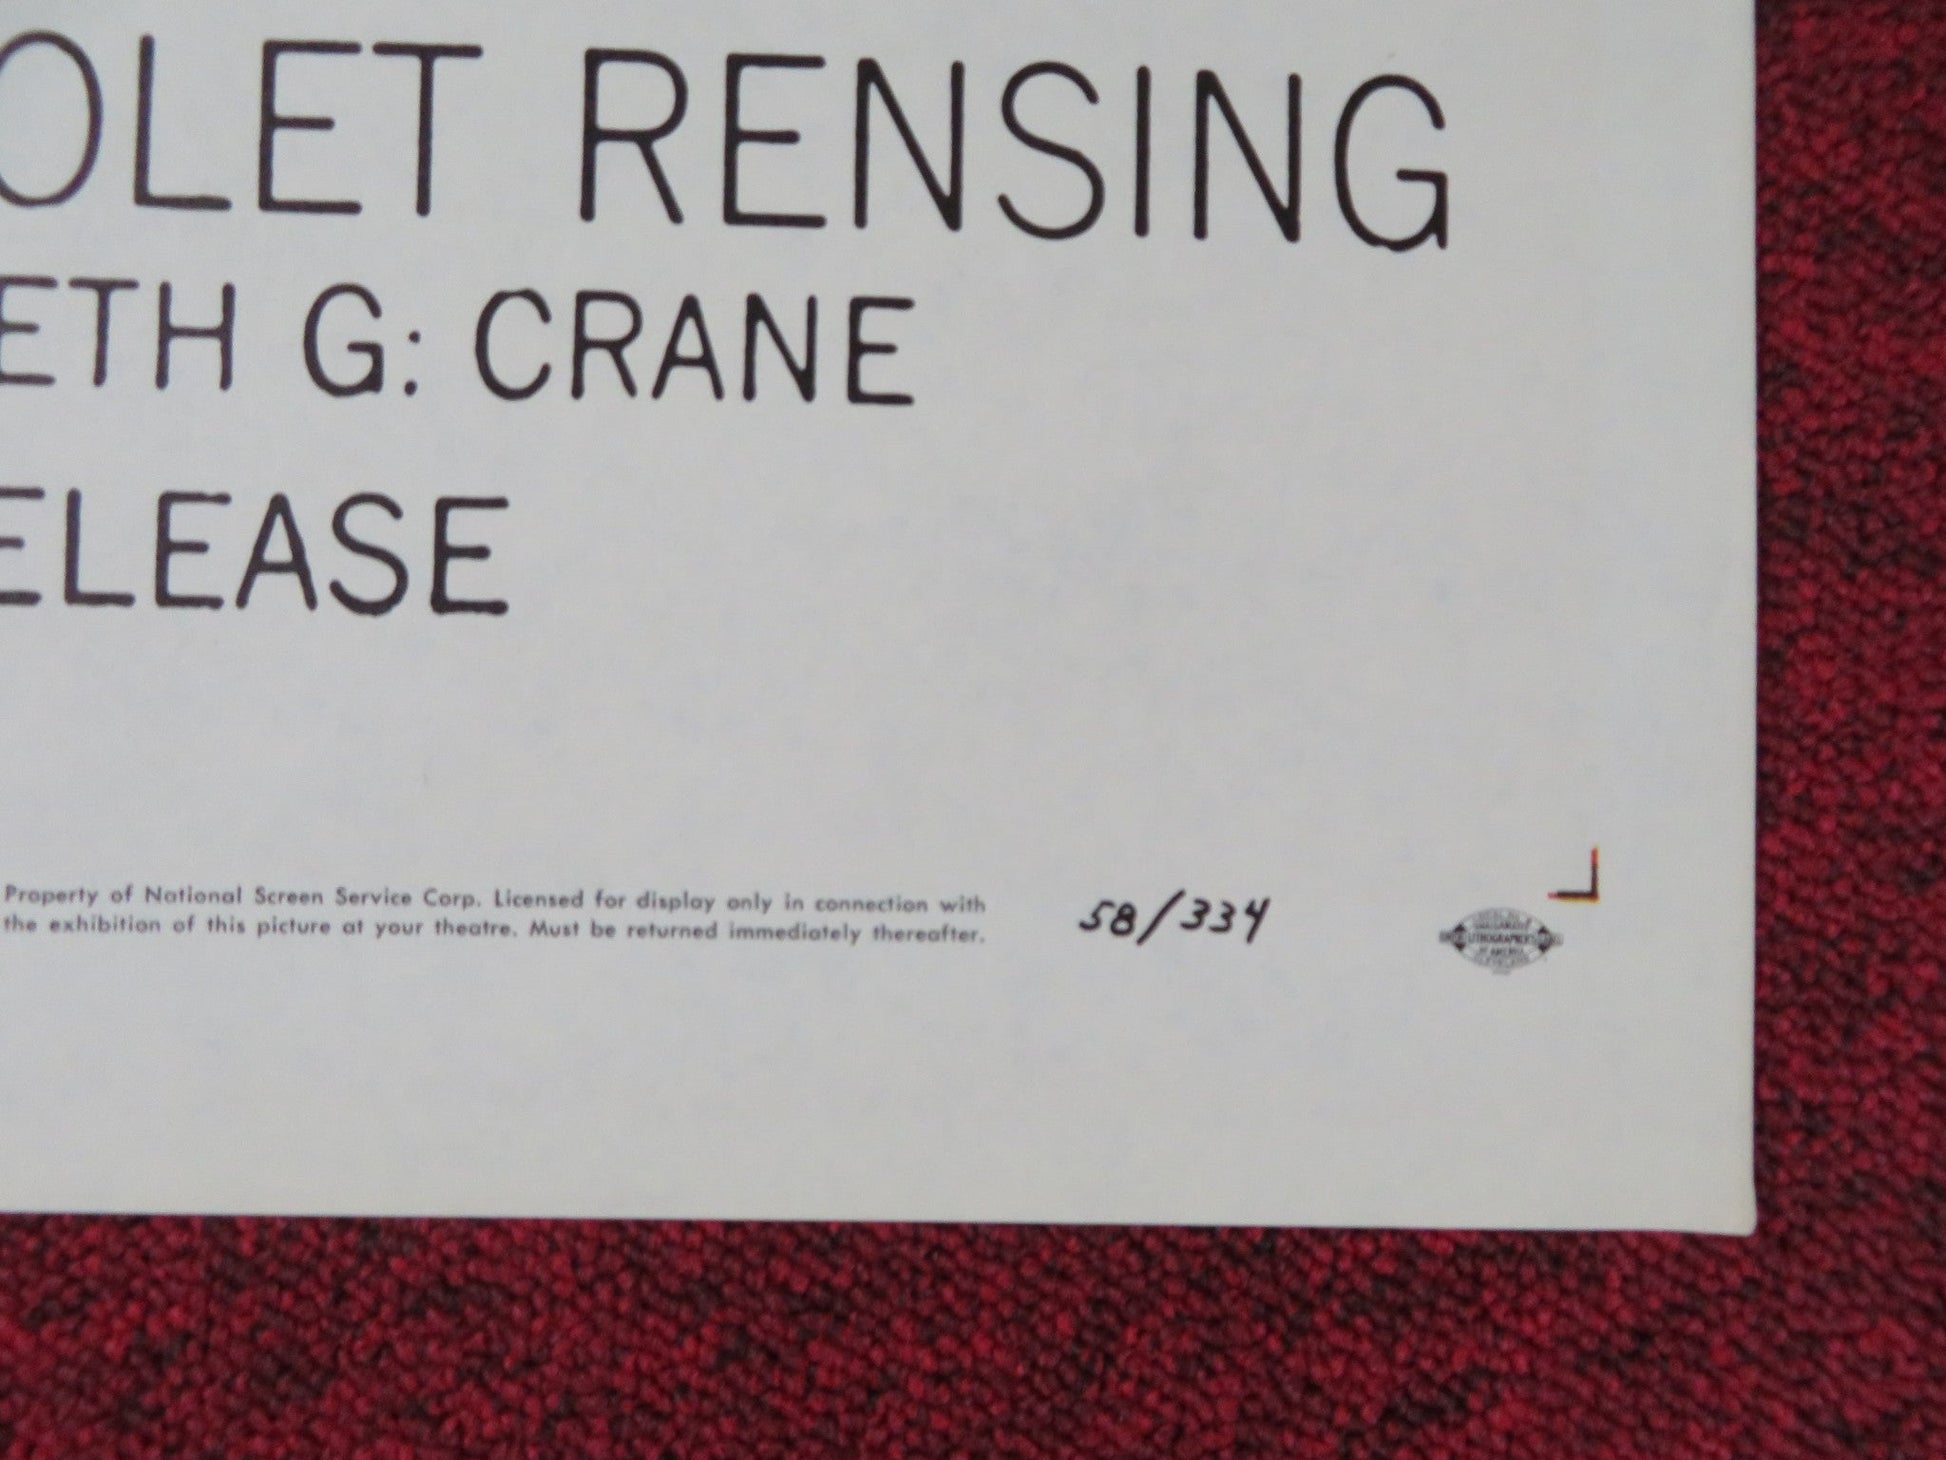 OLET RENSING
ETH G: CRANE
ELEASE
Property of National Screen Service Corp. Licensed for display only in connection with
the exhibition of this picture at your theatre. Must be returned immediately thereafter.
58/334
LITHOGRAPHERS